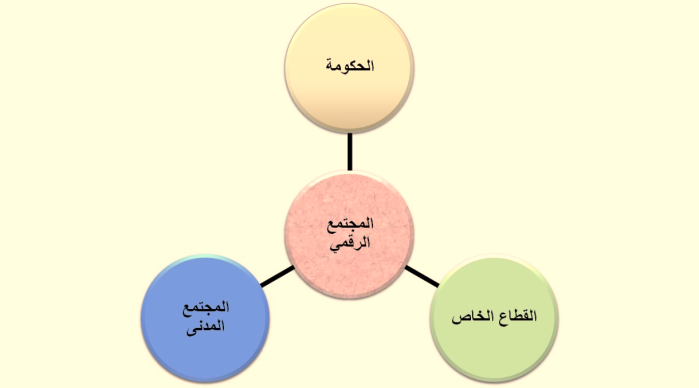 الحكومة
المجتمع
الرقمي
القطاع الخاص
المجتمع
المدنى